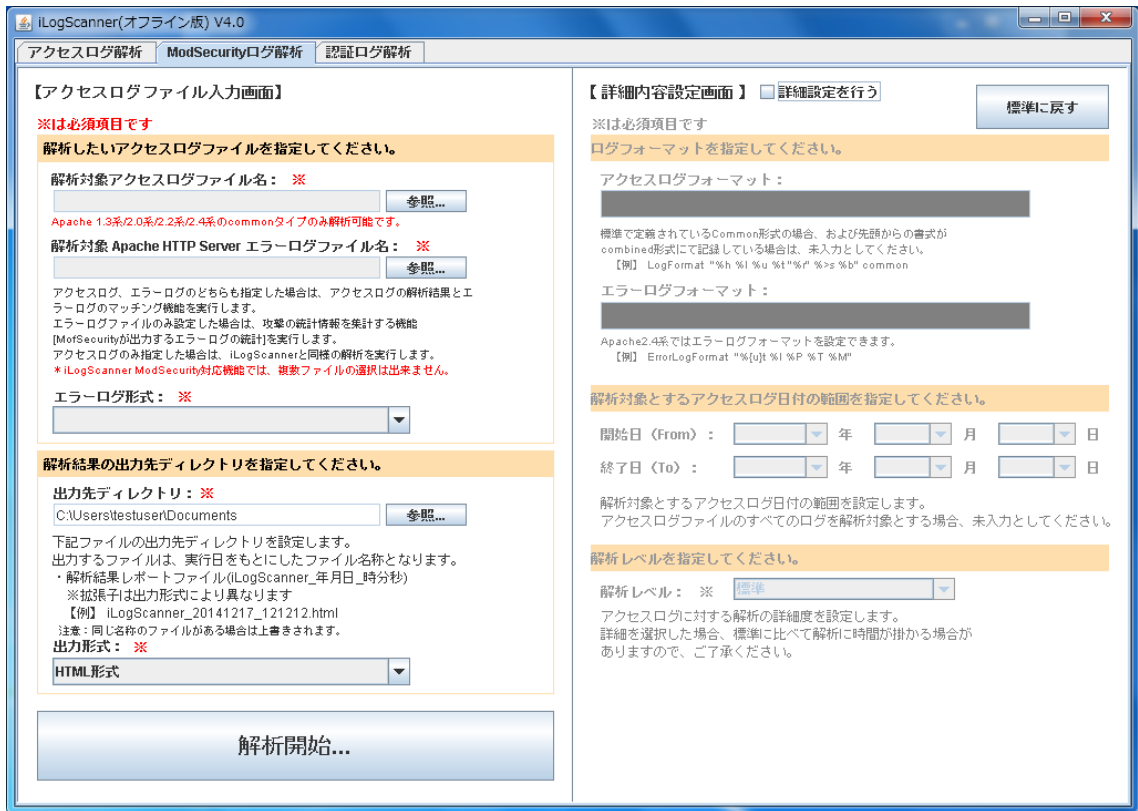 iLogScanner(オフライン版) V4.0
アクセスログ解析
ModSecurityログ解析
認証ログ解析
【アクセスログファイル入力画面】
※は必須項目です
解析したいアクセスログファイルを指定してください。
解析対象アクセスログファイル名： ※
参照...
Apache 1.3系/2.0系/2.2系/2.4系のcommonタイプのみ解析可能です。
解析対象 Apache HTTP Server エラーログファイル名： ※
参照...
アクセスログ、エラーログのどちらも指定した場合は、アクセスログの解析結果とエ
ラーログのマッチング機能を実行します。
エラーログファイルのみ設定した場合は、攻撃の統計情報を集計する機能
[MofSecurityが出力するエラーログの統計]を実行します。
アクセスログのみ指定した場合は、iLogScannerと同様の解析を実行します。
＊iLogScanner ModSecurity対応機能では、複数ファイルの選択は出来ません。
エラーログ形式： ※
解析結果の出力先ディレクトリを指定してください。
出力先ディレクトリ： ※
C:\Users\testuser\Documents
参照...
下記ファイルの出力先ディレクトリを設定します。
出力するファイルは、実行日をもとにしたファイル名称となります。
・解析結果レポートファイル(iLogScanner_年月日_時分秒)
※拡張子は出力形式により異なります
【例】 iLogScanner_20141217_121212.html
注意：同じ名称のファイルがある場合は上書きされます。
出力形式： ※
HTML形式
解析開始...
【 詳細内容設定画面 】
詳細設定を行う
標準に戻す
※は必須項目です
ログフォーマットを指定してください。
アクセスログフォーマット：
標準で定義されているCommon形式の場合、および先頭からの書式が
combined形式にて記録している場合は、未入力としてください。
【例】 LogFormat "%h %l %u %t"%r" %>s %b" common
エラーログフォーマット：
Apache2.4系ではエラーログフォーマットを設定できます。
【例】 ErrorLogFormat "%{u}t %l %P %T %M"
解析対象とするアクセスログ日付の範囲を指定してください。
開始日（From）： 年 月 日
終了日（To）： 年 月 日
解析対象とするアクセスログ日付の範囲を設定します。
アクセスログファイルのすべてのログを解析対象とする場合、未入力としてください。
解析レベルを指定してください。
解析レベル： ※ 標準
アクセスログに対する解析の詳細度を設定します。
詳細を選択した場合、標準に比べて解析に時間が掛かる場合が
ありますので、ご了承ください。